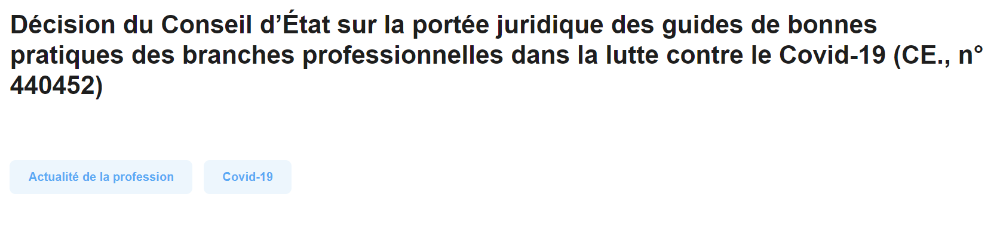 Décision du Conseil d’État sur la portée juridique des guides de bonnes
pratiques des branches professionnelles dans la lutte contre le Covid-19 (CE., n°
440452)
Actualité de la profession
Covid-19